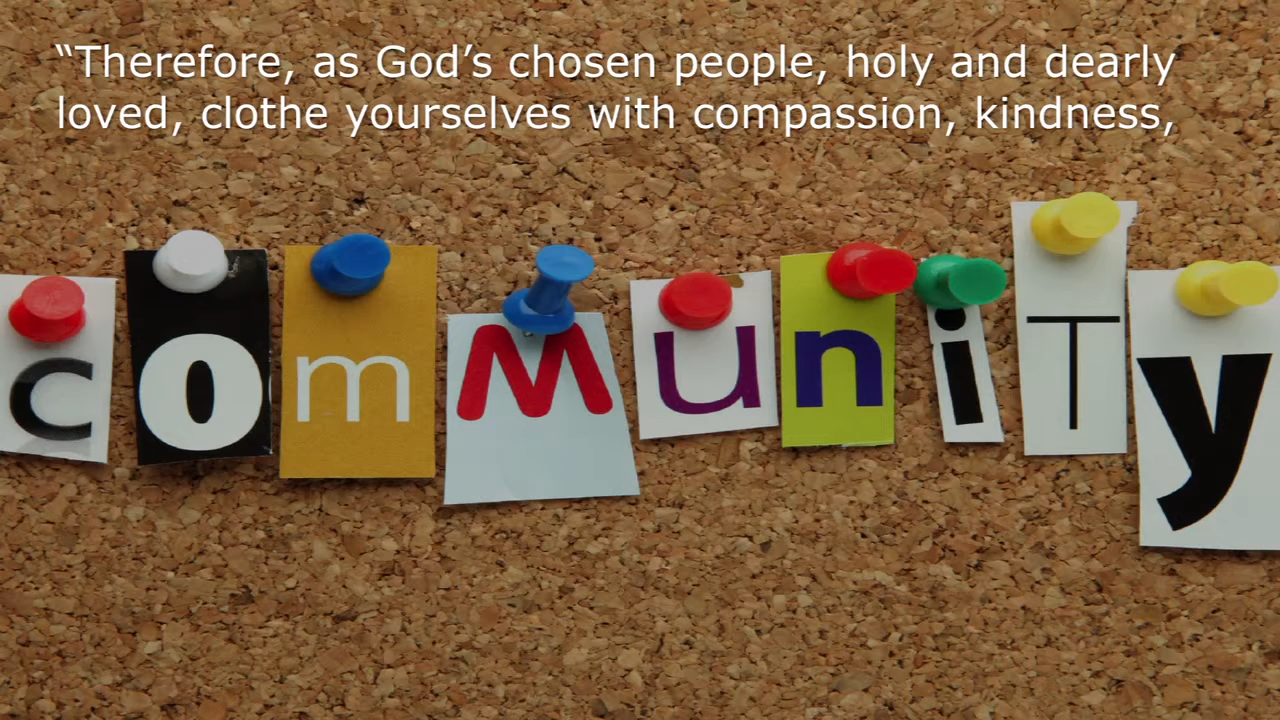 “Therefore, as God’s chosen people, holy and dearly
loved, clothe yourselves with compassion, kindness,
comMuniTy